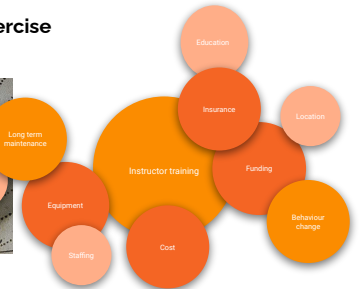 ercise
Education
Insurance
Location
Long term
maintenance
Instructor training
Funding
Equipment
Behaviour
change
Cost
Staffing